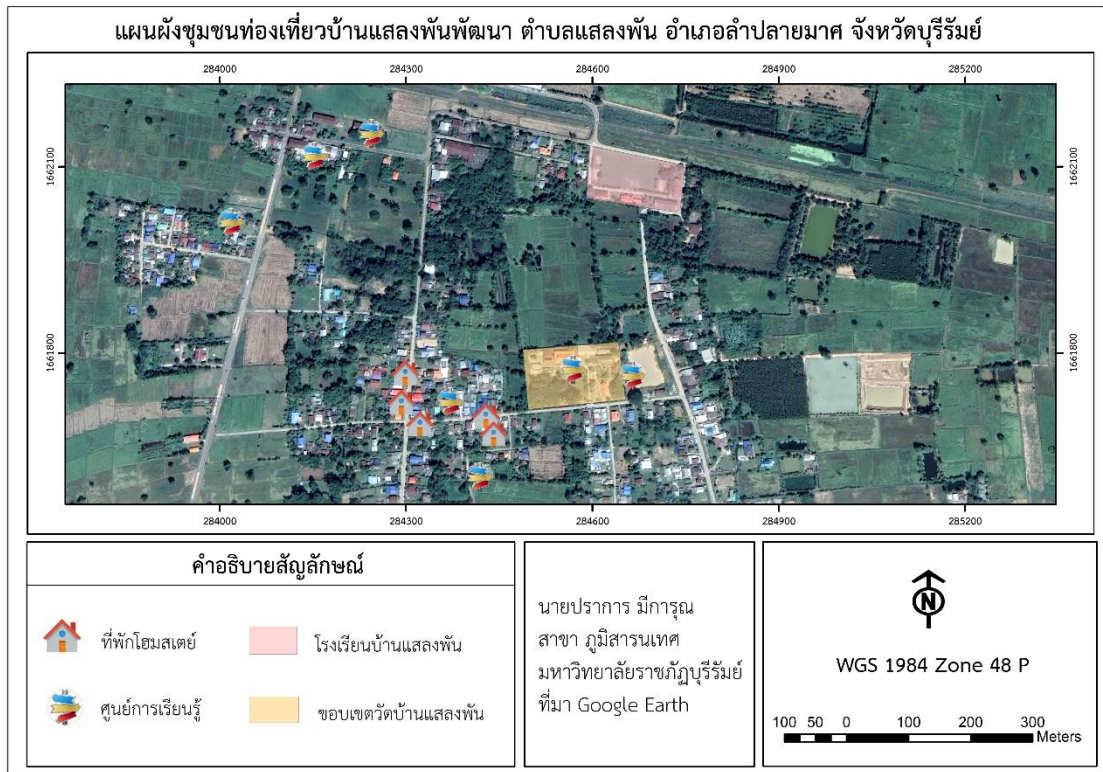 แผนผังชุมชนท่องเที่ยวบ้านแสลงพันพัฒนา ตำบลแสลงพัน อำเภอลำปลายมาศ จังหวัดบุรีรัมย์
284000 284300 284600 284900 285200
1662100 1662100
1661800 1661800
284000 284300 284600 284900 285200
คำอธิบายสัญลักษณ์
ที่พักโฮมสเตย์
โรงเรียนบ้านแสลงพัน
ศูนย์การเรียนรู้
ขอบเขตวัดบ้านแสลงพัน
นายปราการ มีการุณ
สาขา ภูมิสารนเทศ
มหาวิทยาลัยราชภัฏบุรีรัมย์
ที่มา Google Earth
N
WGS 1984 Zone 48 P
100 50 0 100 200 300
Meters